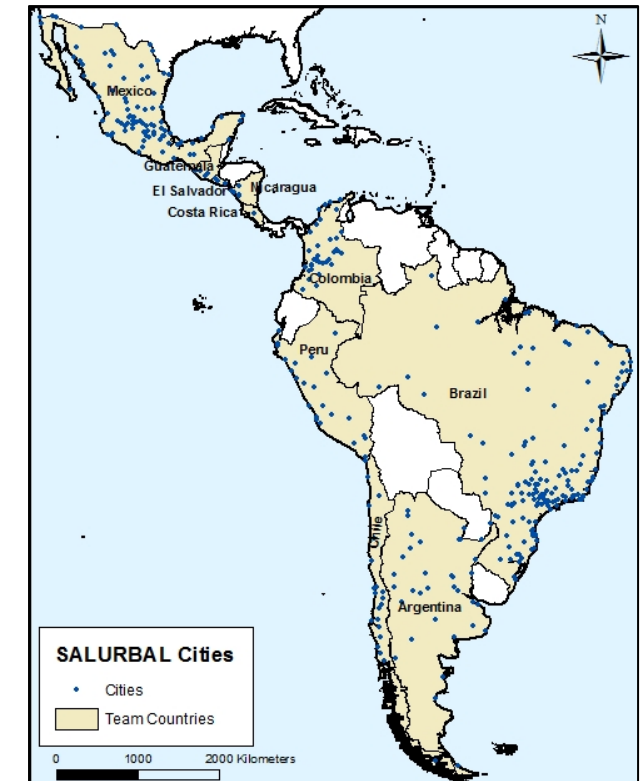 N
Mexico
Guatemala
El Salvador
Nicaragua
Costa Rica
Colombia
Peru
Brazil
Chile
Argentina
SALURBAL Cities
Cities
Team Countries
0 1000 2000 Kilometers